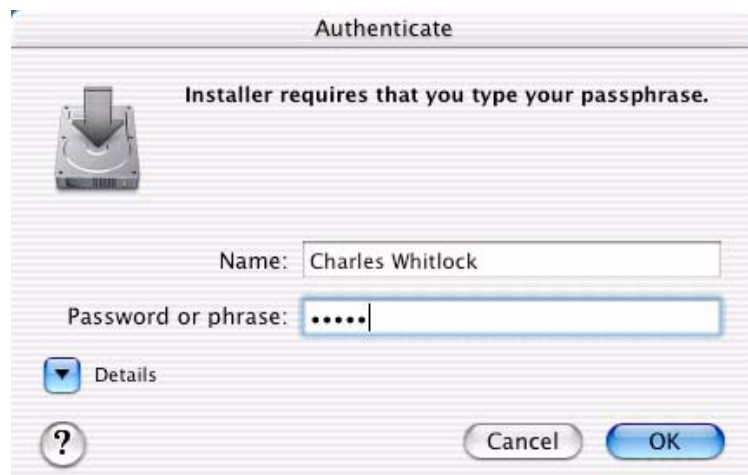 Authenticate
Installer requires that you type your passphrase.
Name: Charles Whitlock
Password or phrase: •••••
Details
?
Cancel OK